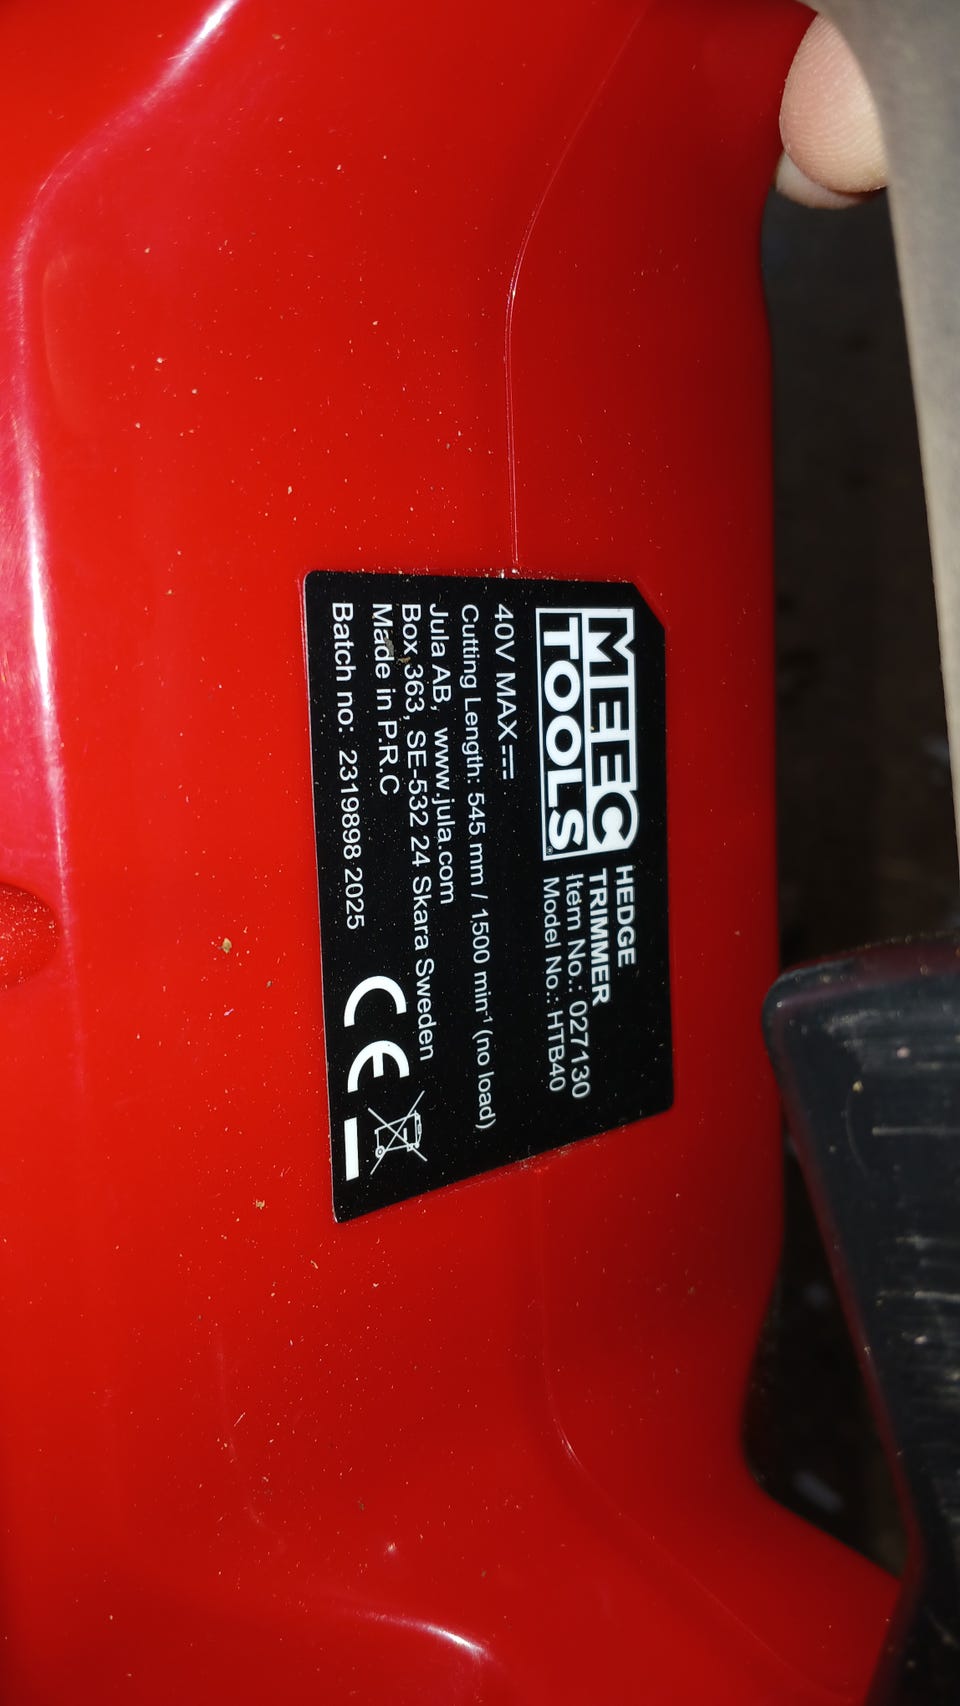 MEEC
TOOLS
HEDGE
TRIMMER
Item No.: 027130
Model No.: HTB40
40V MAX
Cutting Length: 545 mm / 1500 min⁻¹ (no load)
Jula AB, www.jula.com
Box 363, SE-532 24 Skara Sweden
Made in P.R.C
Batch no: 2319898 2025
CE